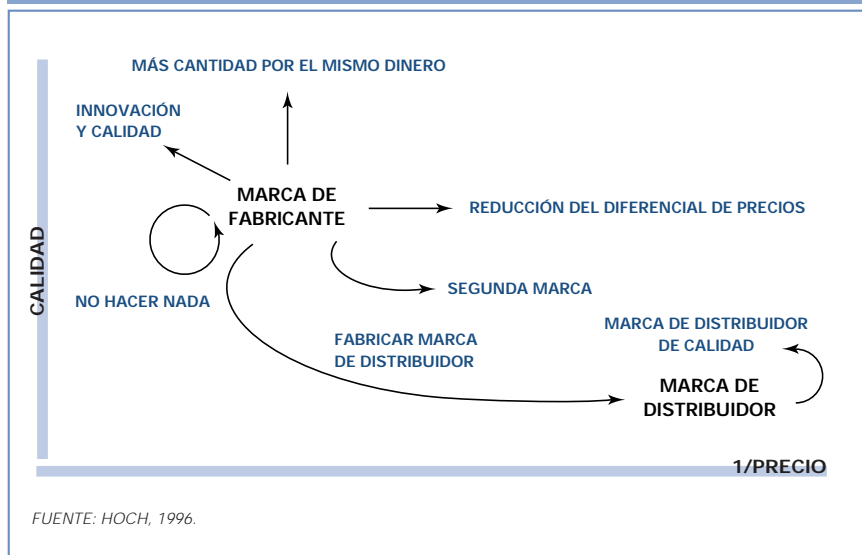 MÁS CANTIDAD POR EL MISMO DINERO
INNOVACIÓN
Y CALIDAD
MARCA DE
FABRICANTE
REDUCCIÓN DEL DIFERENCIAL DE PRECIOS
CALIDAD
NO HACER NADA
SEGUNDA MARCA
FABRICAR MARCA
DE DISTRIBUIDOR
MARCA DE DISTRIBUIDOR
DE CALIDAD
MARCA DE
DISTRIBUIDOR
1/PRECIO
FUENTE: HOCH, 1996.